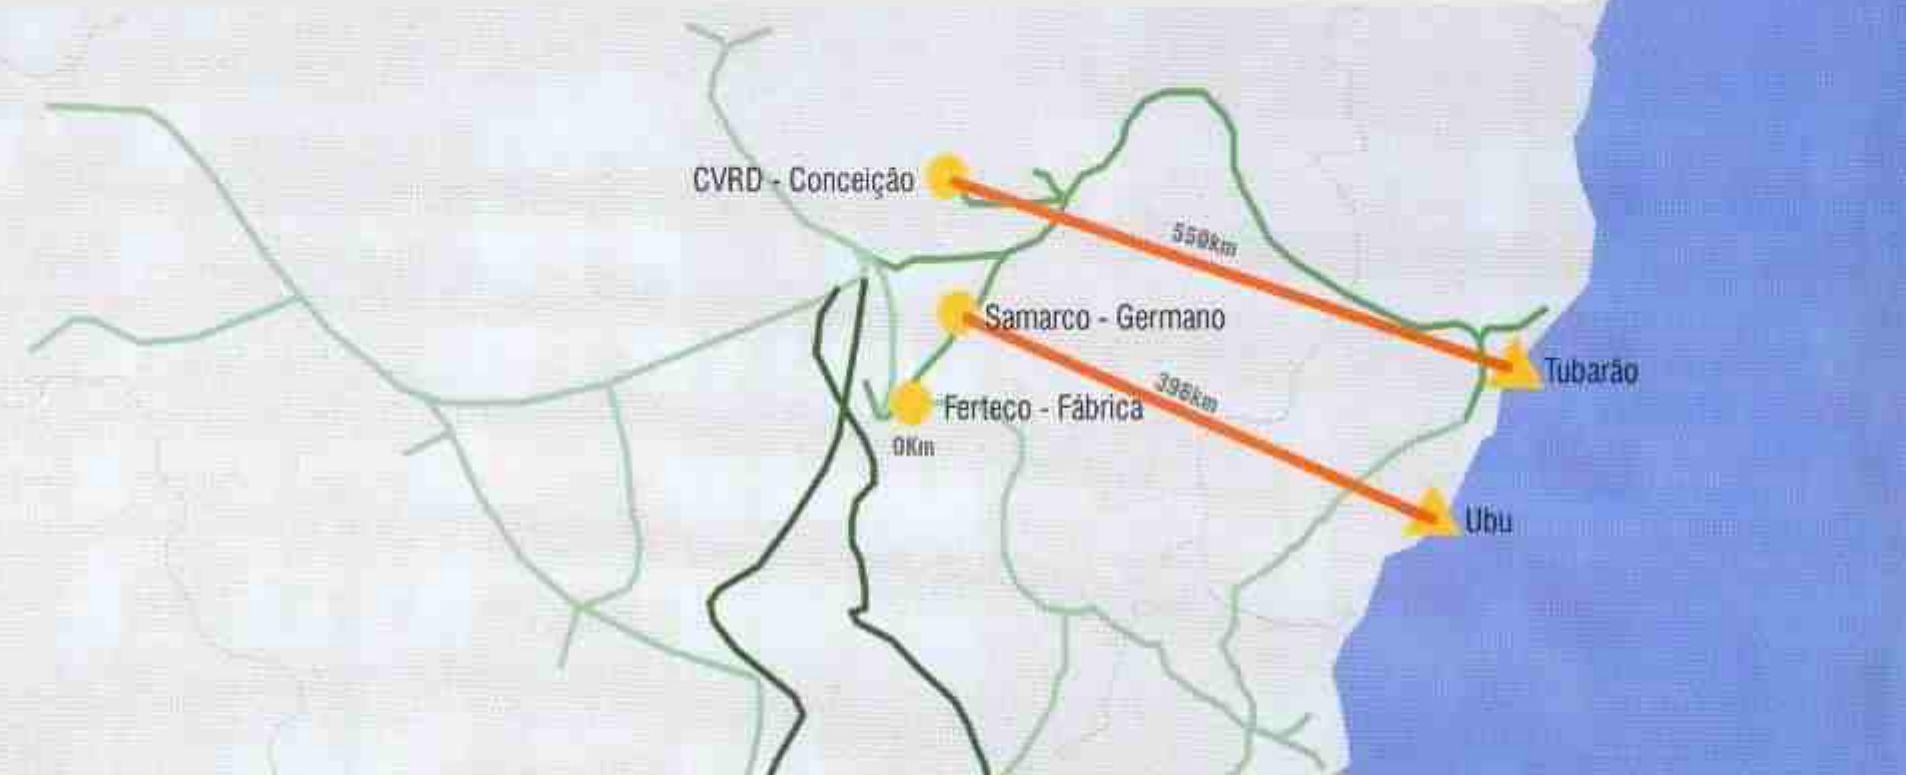 CVRD - Conceição
550km
Samarco - Germano
Tubarão
396km
Ferteco - Fábrica
0Km
Ubu